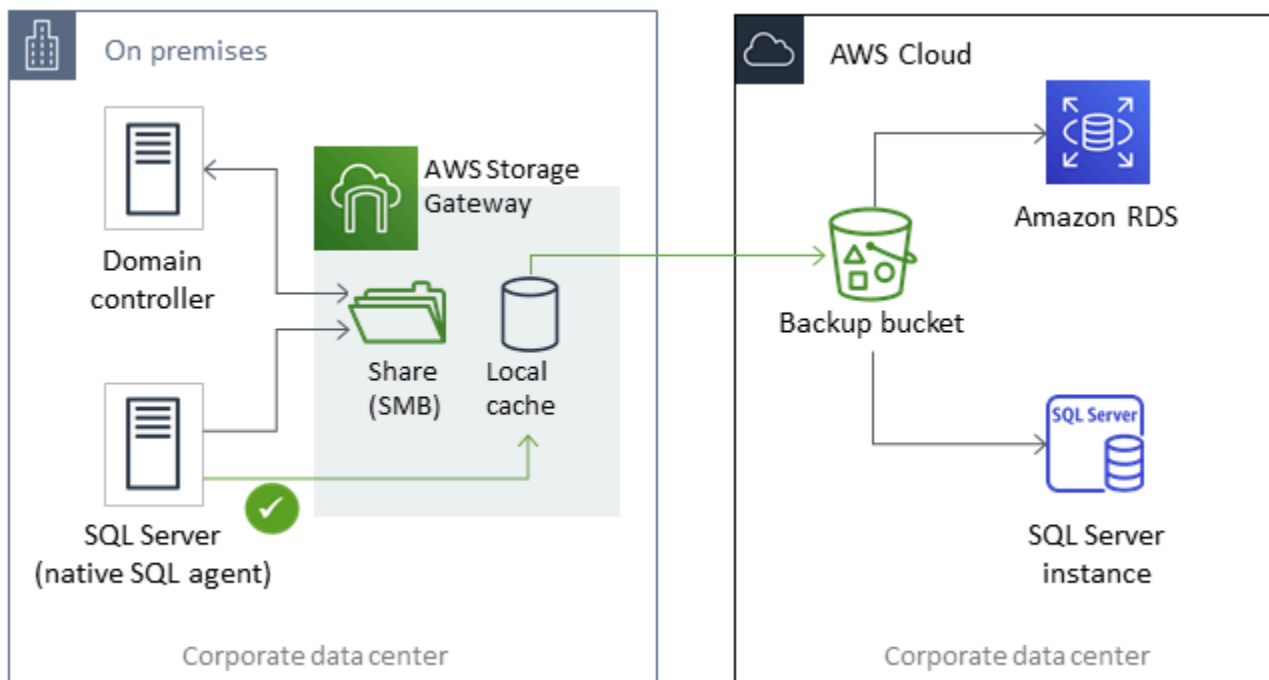 On premises
AWS Storage
Gateway
Domain
controller
Share
(SMB)
Local
cache
SQL Server
(native SQL agent)
Corporate data center
AWS Cloud
Amazon RDS
Backup bucket
SQL Server
SQL Server
instance
Corporate data center